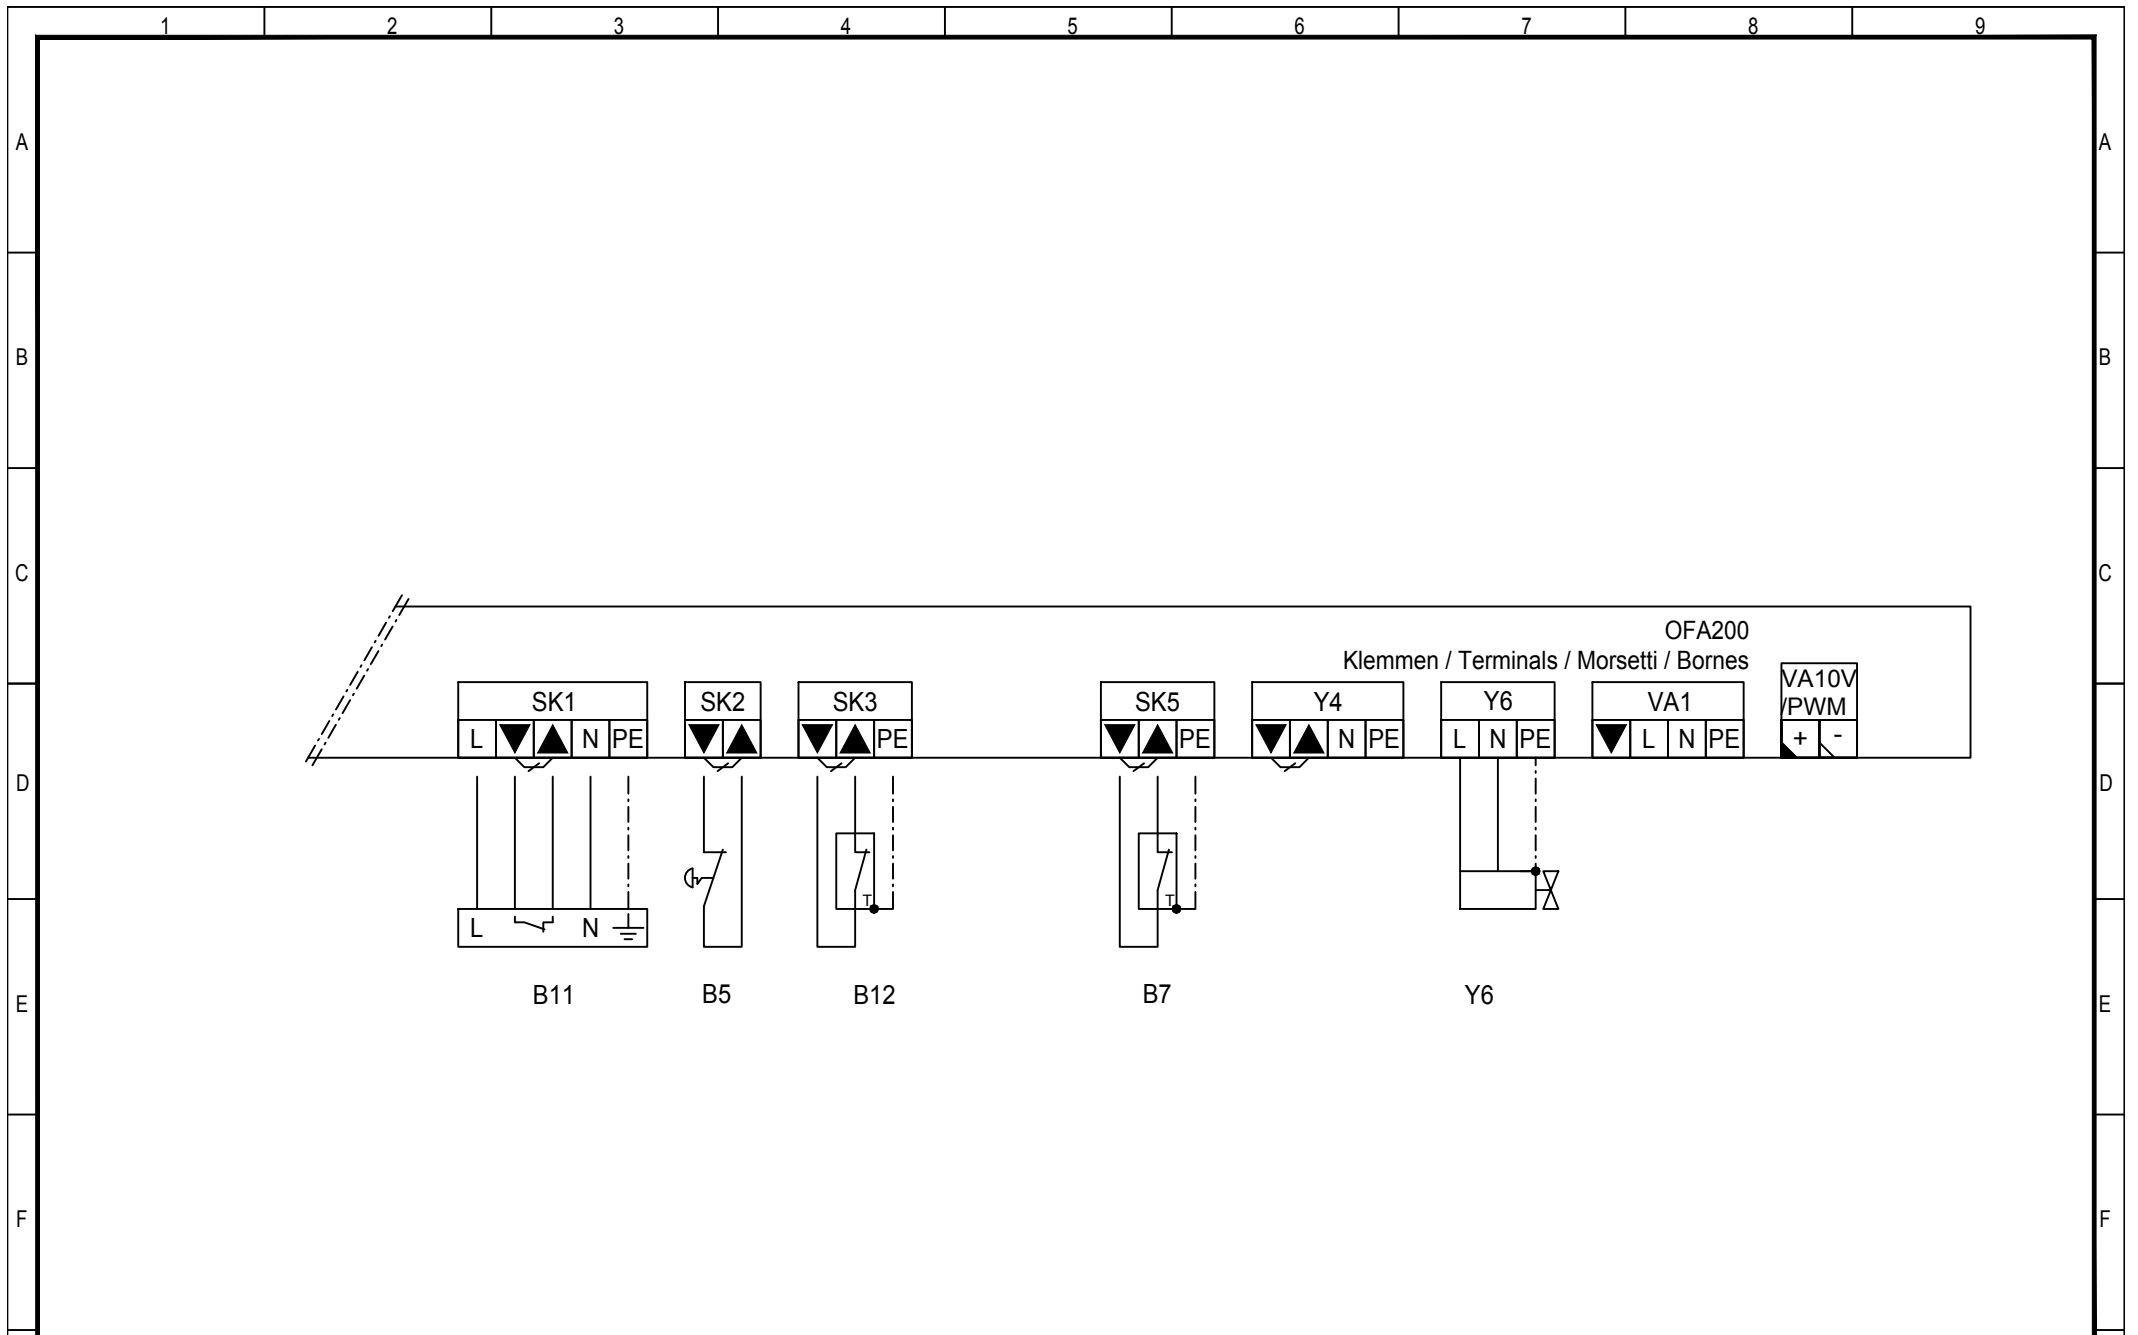 1 2 3 4 5 6 7 8 9
A A
B B
C C
OFA200
Klemmen / Terminals / Morsetti / Bornes
SK1 SK2 SK3 SK5 Y4 Y6 VA1 VA10V
/PWM
L N PE PE PE N PE L N PE L N PE + -
D D
T T
L N
B11 B5 B12 B7 Y6
E E
F F